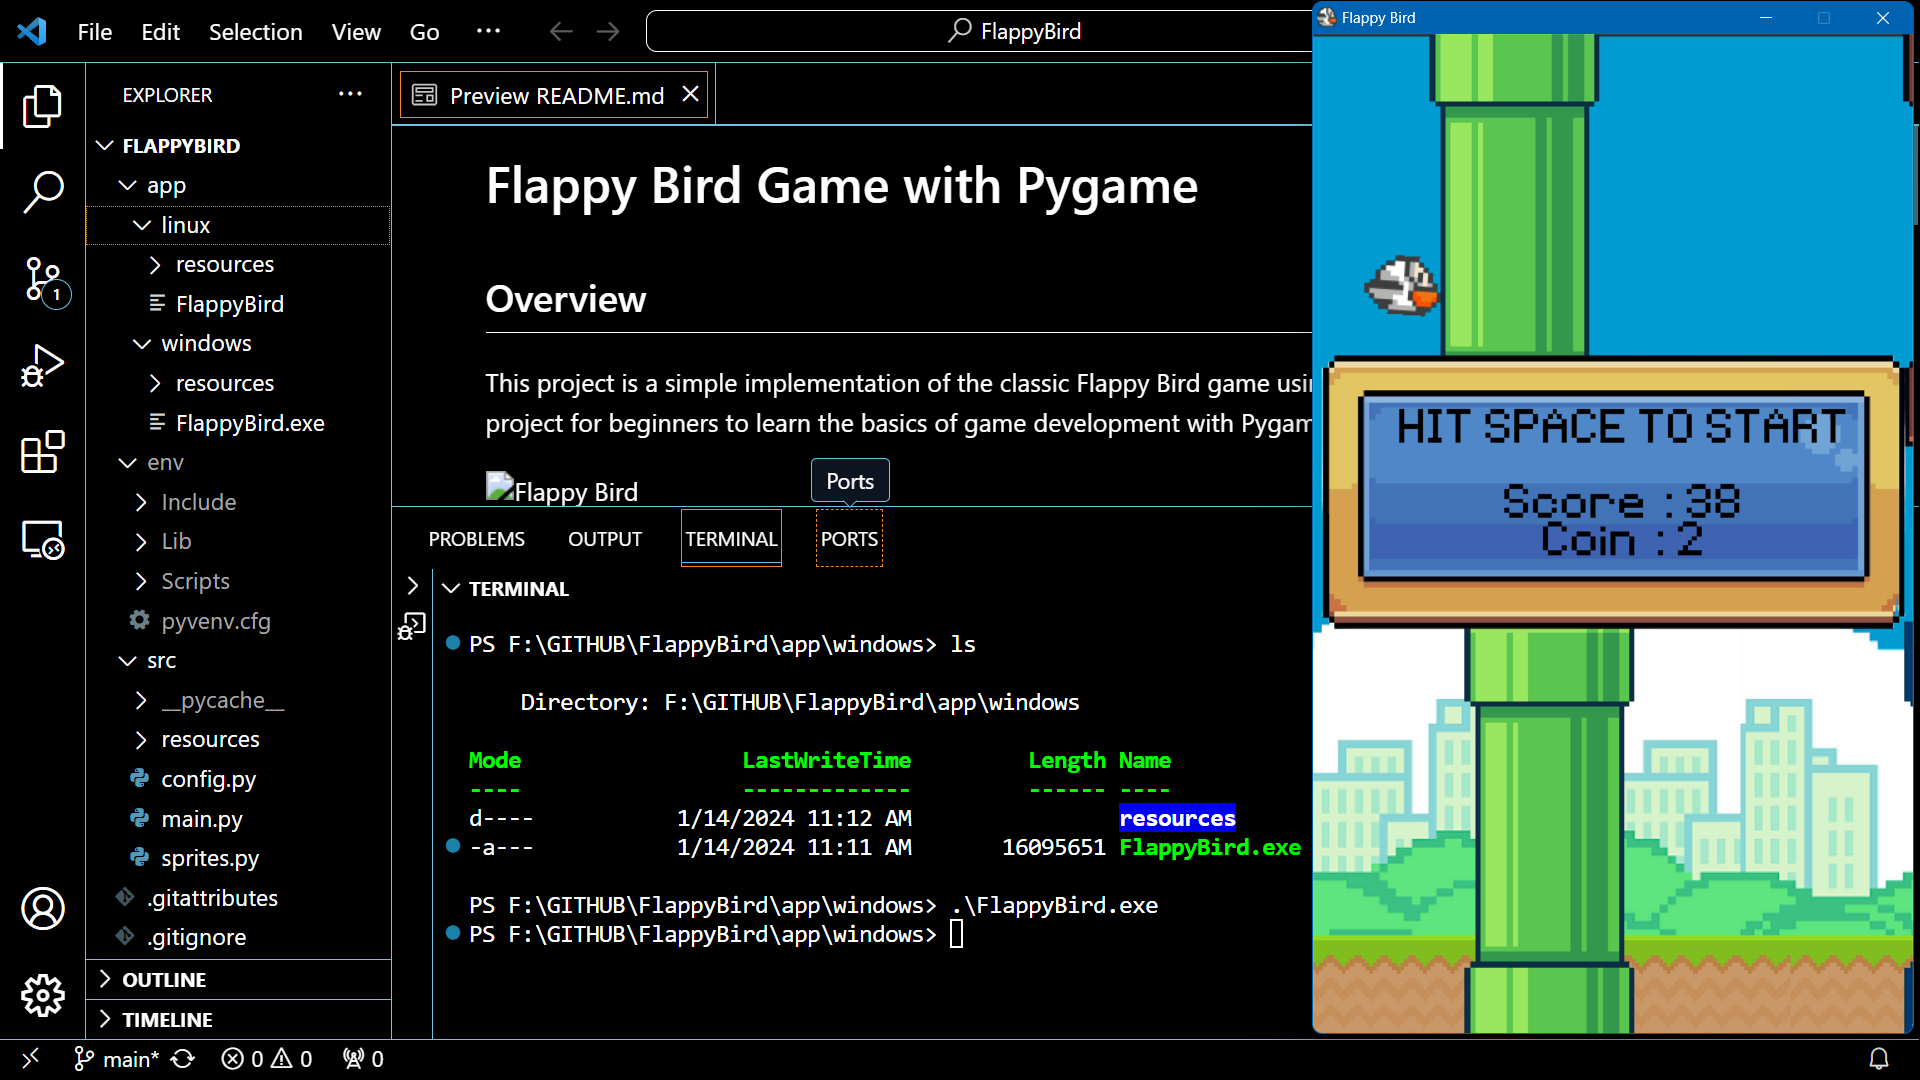 File Edit Selection View Go ··· FlappyBird
EXPLORER ···
FLAPPYBIRD
app
linux
resources
FlappyBird
windows
resources
FlappyBird.exe
env
Include
Lib
Scripts
pyvenv.cfg
src
__pycache__
resources
config.py
main.py
sprites.py
.gitattributes
.gitignore
OUTLINE
TIMELINE
1
Preview README.md
Flappy Bird Game with Pygame
Overview
This project is a simple implementation of the classic Flappy Bird game usi
project for beginners to learn the basics of game development with Pygam
Flappy Bird
Ports
PROBLEMS OUTPUT TERMINAL PORTS
TERMINAL
PS F:\GITHUB\FlappyBird\app\windows> ls
Directory: F:\GITHUB\FlappyBird\app\windows
Mode LastWriteTime Length Name
---- ------------- ------ ----
d---- 1/14/2024 11:12 AM resources
-a--- 1/14/2024 11:11 AM 16095651 FlappyBird.exe
PS F:\GITHUB\FlappyBird\app\windows> .\FlappyBird.exe
PS F:\GITHUB\FlappyBird\app\windows>
Flappy Bird
HIT SPACE TO START
Score :38
Coin :2
main* 0 0 0